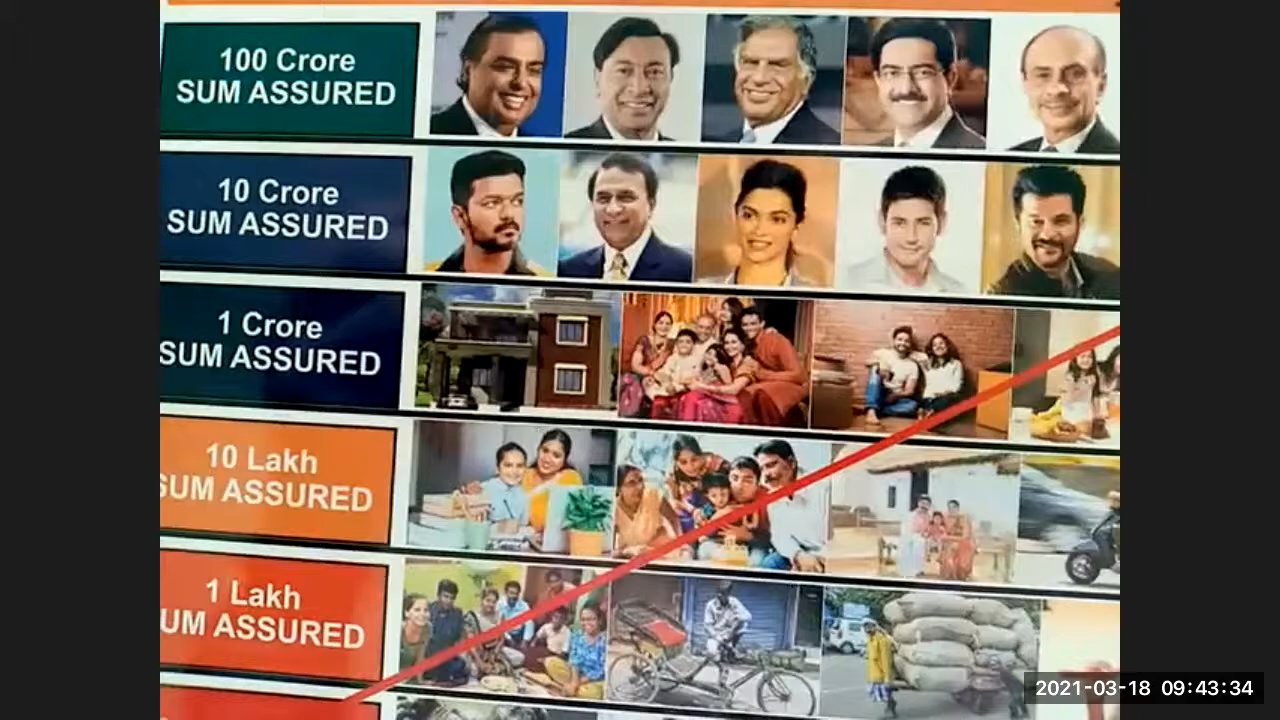 100 Crore
SUM ASSURED
10 Crore
SUM ASSURED
1 Crore
SUM ASSURED
10 Lakh
SUM ASSURED
1 Lakh
UM ASSURED
2021-03-18 09:43:34